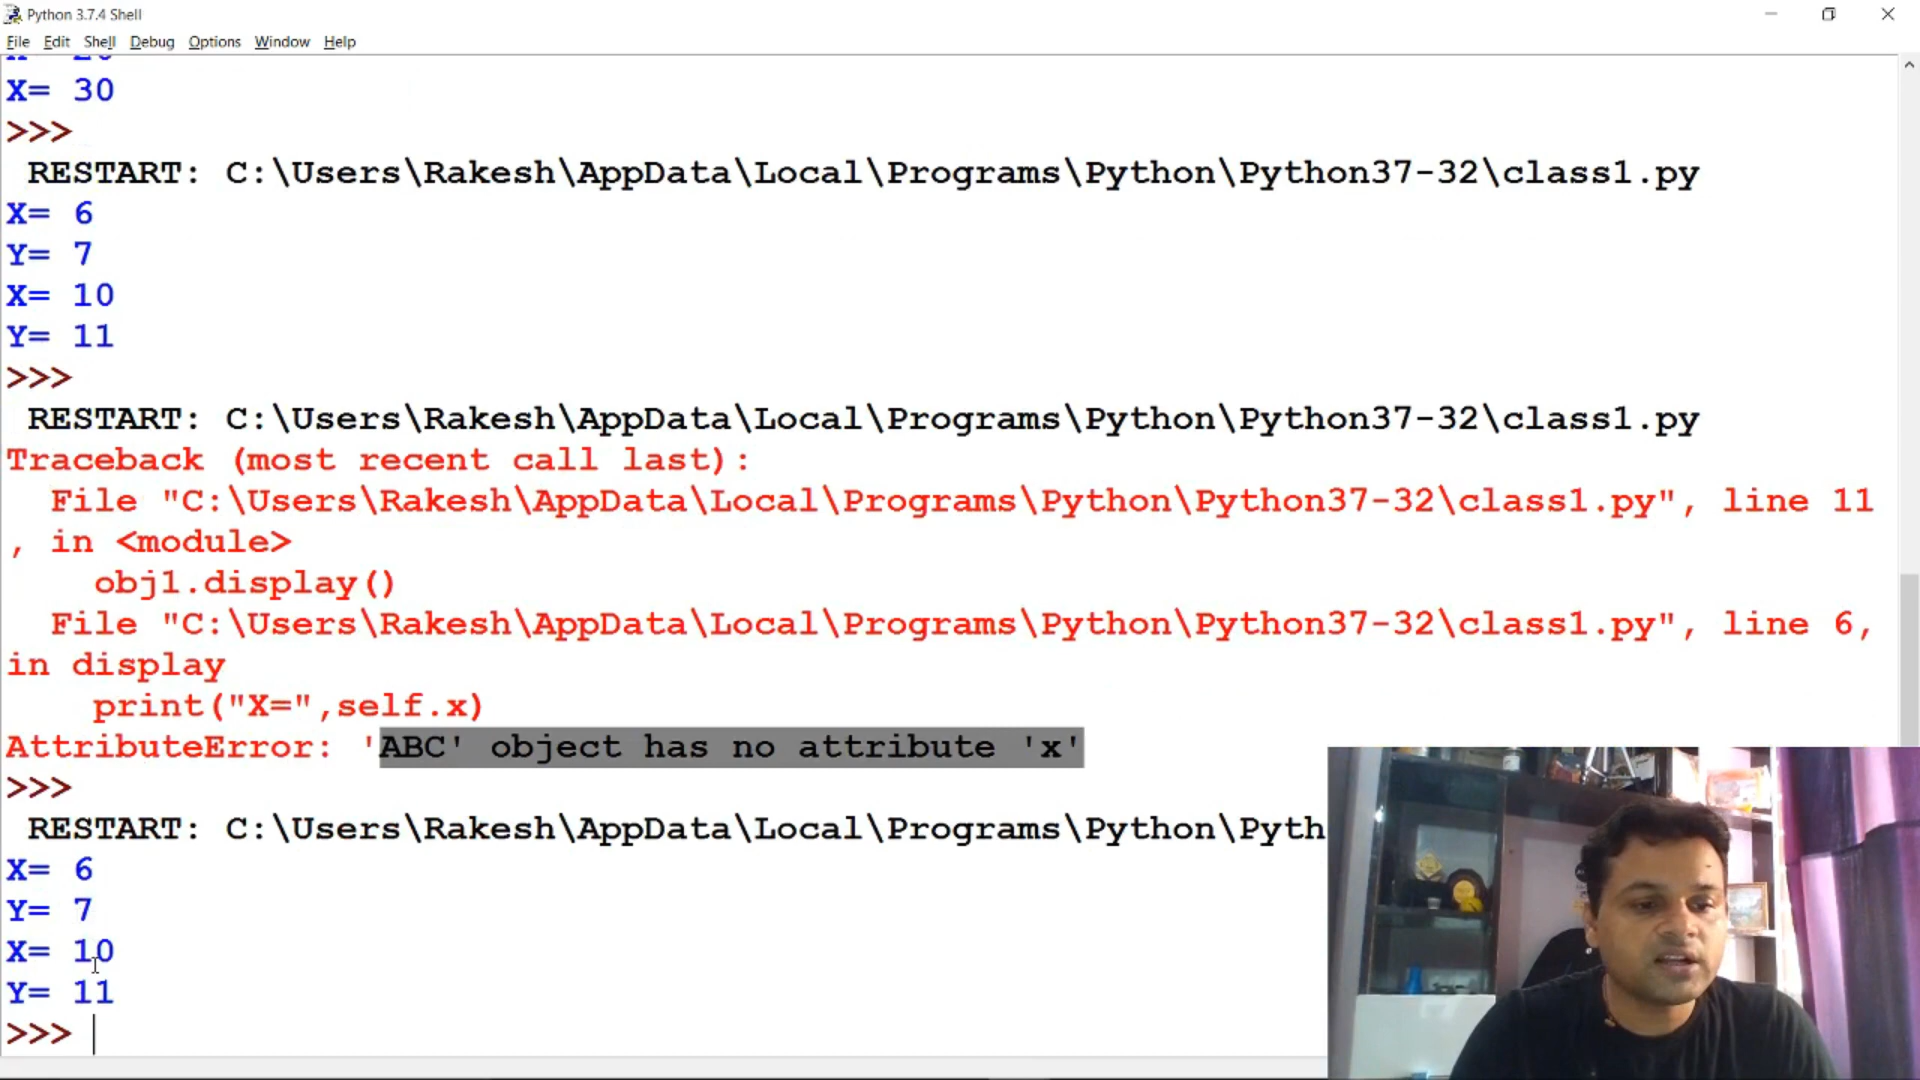 Python 3.7.4 Shell
File Edit Shell Debug Options Window Help
X= 30
>>>
RESTART: C:\Users\Rakesh\AppData\Local\Programs\Python\Python37-32\class1.py
X= 6
Y= 7
X= 10
Y= 11
>>>
RESTART: C:\Users\Rakesh\AppData\Local\Programs\Python\Python37-32\class1.py
Traceback (most recent call last):
File "C:\Users\Rakesh\AppData\Local\Programs\Python\Python37-32\class1.py", line 11
, in <module>
obj1.display()
File "C:\Users\Rakesh\AppData\Local\Programs\Python\Python37-32\class1.py", line 6,
in display
print("X=",self.x)
AttributeError: 'ABC' object has no attribute 'x'
>>>
RESTART: C:\Users\Rakesh\AppData\Local\Programs\Python\Pyth
X= 6
Y= 7
X= 10
Y= 11
>>>